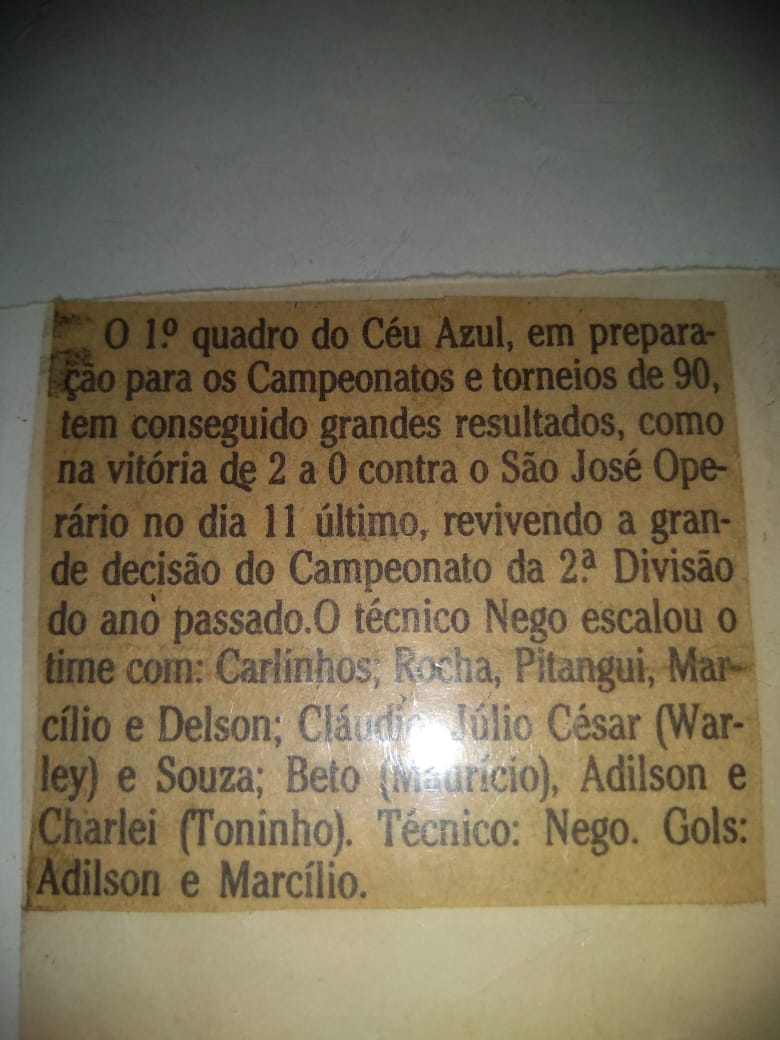 O 1.º quadro do Céu Azul, em prepara-
ção para os Campeonatos e torneios de 90,
tem conseguido grandes resultados, como
na vitória de 2 a 0 contra o São José Ope-
rário no dia 11 último, revivendo a gran-
de decisão do Campeonato da 2.ª Divisão
do ano passado.O técnico Nego escalou o
time com: Carlinhos; Rocha, Pitangui, Mar-
cílio e Delson; Júlio César (War-
ley) e Souza; Beto (Maurício), Adilson e
Charlei (Toninho). Técnico: Nego. Gols:
Adilson e Marcílio.